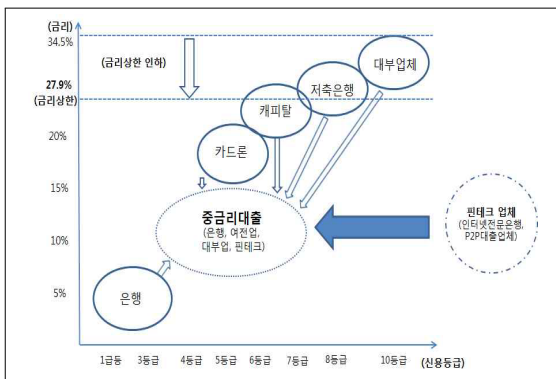 (금리)
34.5%
(금리상한 인하)
27.9%
(금리상한)
20%
15%
10%
5%
대부업체
저축은행
캐피탈
카드론
중금리대출
(은행, 여전업,
대부업, 핀테크)
은행
핀테크 업체
(인터넷전문은행,
P2P대출업체)
1급등
3등급
4등급
5등급
6등급
7등급
8등급
10등급
(신용등급)